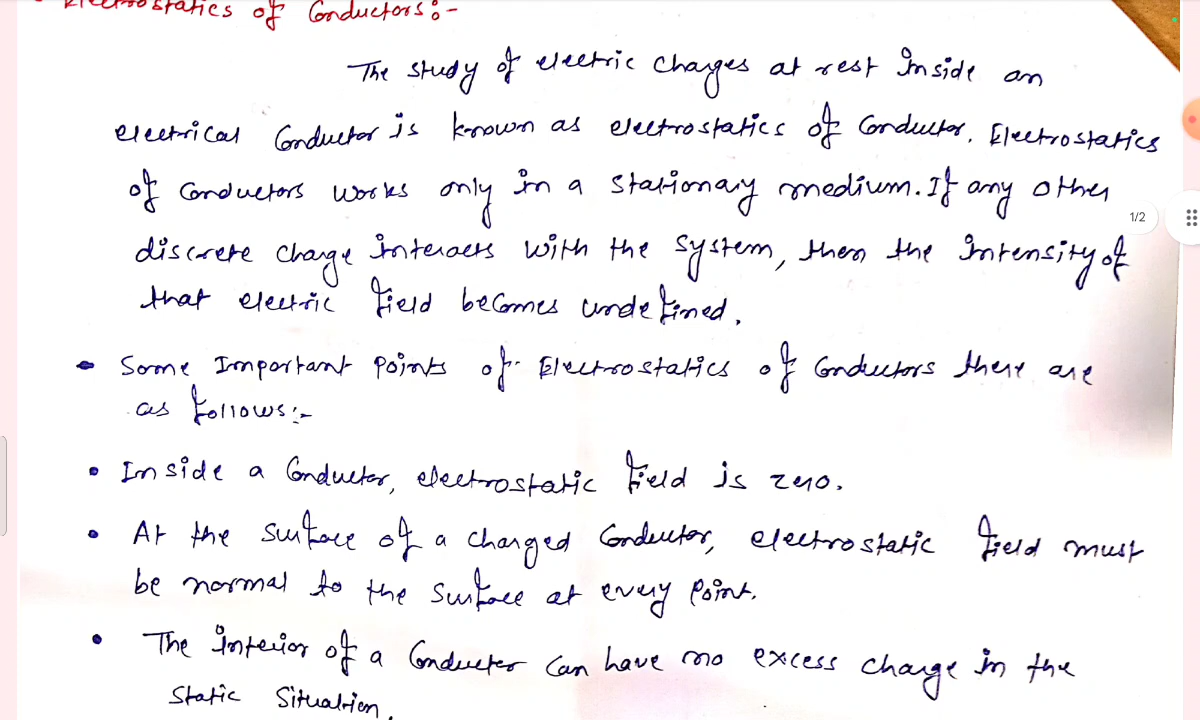 Electrostatics of Conductors:-
The study of electric charges at rest inside an
electrical Conductor is known as electrostatics of Conductor. Electrostatics
of Conductors works only in a stationary medium. If any other
discrete charge interacts with the system, then the intensity of
that electric field becomes undefined.
1/2
• Some Important Points of Electrostatics of Conductors there are
as follows:-
• Inside a Conductor, electrostatic field is zero.
• At the surface of a charged Conductor, electrostatic field must
be normal to the surface at every point.
• The interior of a Conductor can have no excess charge in the
static situation.